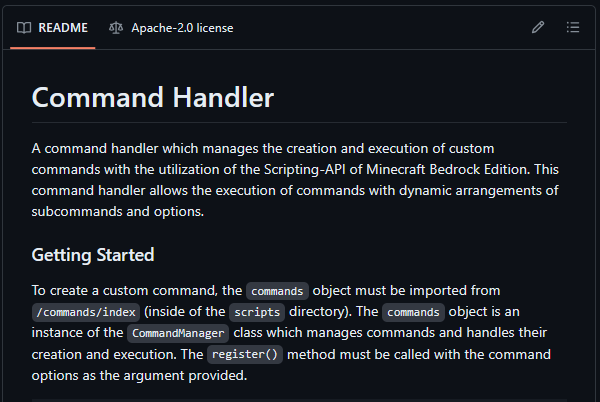 README
Apache-2.0 license
Command Handler
A command handler which manages the creation and execution of custom
commands with the utilization of the Scripting-API of Minecraft Bedrock Edition. This
command handler allows the execution of commands with dynamic arrangements of
subcommands and options.
Getting Started
To create a custom command, the commands object must be imported from
/commands/index (inside of the scripts directory). The commands object is an
instance of the CommandManager class which manages commands and handles their
creation and execution. The register() method must be called with the command
options as the argument provided.